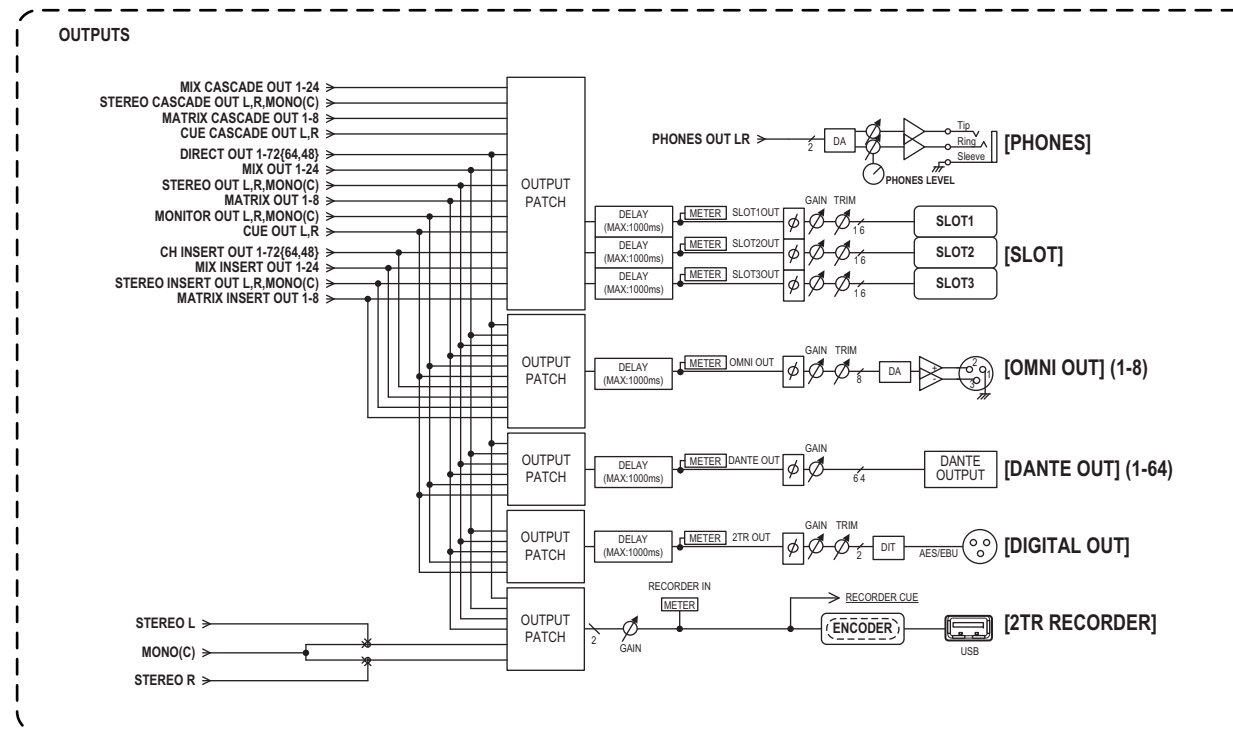 OUTPUTS
MIX CASCADE OUT 1-24
STEREO CASCADE OUT L,R,MONO(C)
MATRIX CASCADE OUT 1-8
CUE CASCADE OUT L,R
DIRECT OUT 1-72{64,48}
MIX OUT 1-24
STEREO OUT L,R,MONO(C)
MATRIX OUT 1-8
MONITOR OUT L,R,MONO(C)
CUE OUT L,R
CH INSERT OUT 1-72{64,48}
MIX INSERT OUT 1-24
STEREO INSERT OUT L,R,MONO(C)
MATRIX INSERT OUT 1-8
OUTPUT
PATCH
PHONES OUT LR
2
DA
PHONES LEVEL
Tip
Ring
Sleeve
[PHONES]
GAIN TRIM
DELAY
(MAX:1000ms)
METER SLOT1OUT
ϕ
16
SLOT1
DELAY
(MAX:1000ms)
METER SLOT2OUT
ϕ
16
SLOT2
[SLOT]
DELAY
(MAX:1000ms)
METER SLOT3OUT
ϕ
16
SLOT3
OUTPUT
PATCH
DELAY
(MAX:1000ms)
METER OMNI OUT
ϕ
GAIN TRIM
8
DA
+
-
2
1
3
[OMNI OUT] (1-8)
OUTPUT
PATCH
DELAY
(MAX:1000ms)
METER DANTE OUT
ϕ
GAIN
64
DANTE
OUTPUT
[DANTE OUT] (1-64)
OUTPUT
PATCH
DELAY
(MAX:1000ms)
METER 2TR OUT
ϕ
GAIN TRIM
2
DIT
AES/EBU
[DIGITAL OUT]
STEREO L
MONO(C)
STEREO R
OUTPUT
PATCH
2
GAIN
RECORDER IN
METER
RECORDER CUE
ENCODER
USB
[2TR RECORDER]